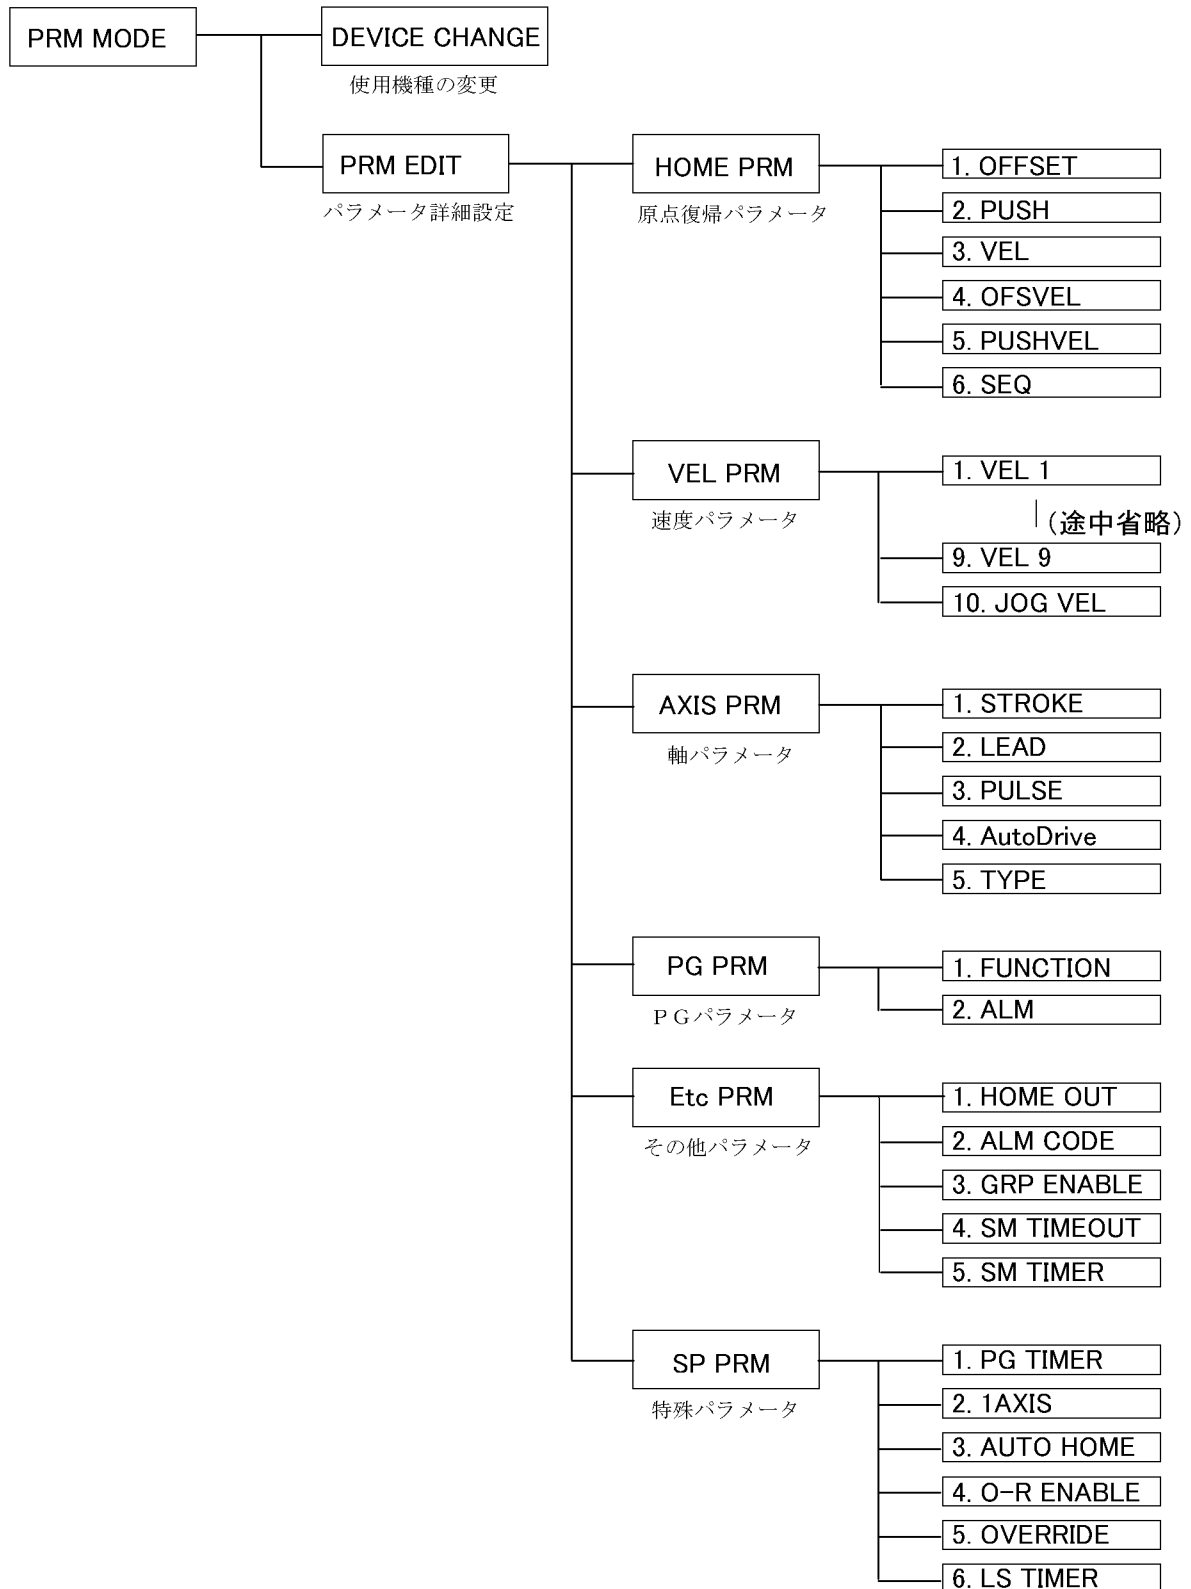 PRM MODE
DEVICE CHANGE
使用機種の変更
PRM EDIT
パラメータ詳細設定
HOME PRM
原点復帰パラメータ
1. OFFSET
2. PUSH
3. VEL
4. OFSVEL
5. PUSHVEL
6. SEQ
VEL PRM
速度パラメータ
1. VEL 1
(途中省略)
9. VEL 9
10. JOG VEL
AXIS PRM
軸パラメータ
1. STROKE
2. LEAD
3. PULSE
4. AutoDrive
5. TYPE
PG PRM
ＰＧパラメータ
1. FUNCTION
2. ALM
Etc PRM
その他パラメータ
1. HOME OUT
2. ALM CODE
3. GRP ENABLE
4. SM TIMEOUT
5. SM TIMER
SP PRM
特殊パラメータ
1. PG TIMER
2. 1AXIS
3. AUTO HOME
4. O-R ENABLE
5. OVERRIDE
6. LS TIMER